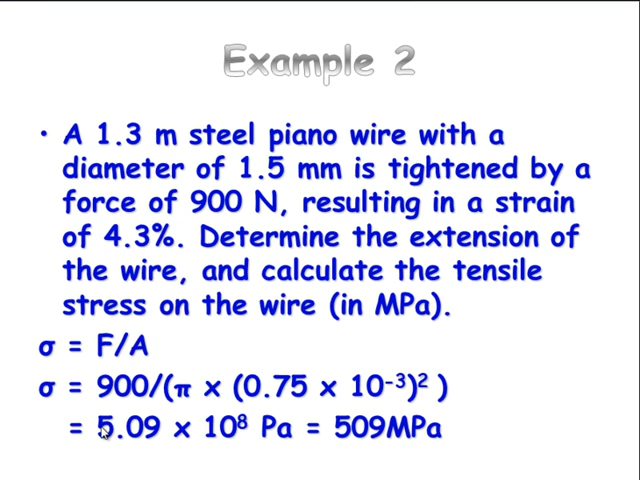 Example 2
• A 1.3 m steel piano wire with a
diameter of 1.5 mm is tightened by a
force of 900 N, resulting in a strain
of 4.3%. Determine the extension of
the wire, and calculate the tensile
stress on the wire (in MPa).
σ = F/A
σ = 900/(π x (0.75 x 10⁻³)² )
= 5.09 x 10⁸ Pa = 509MPa